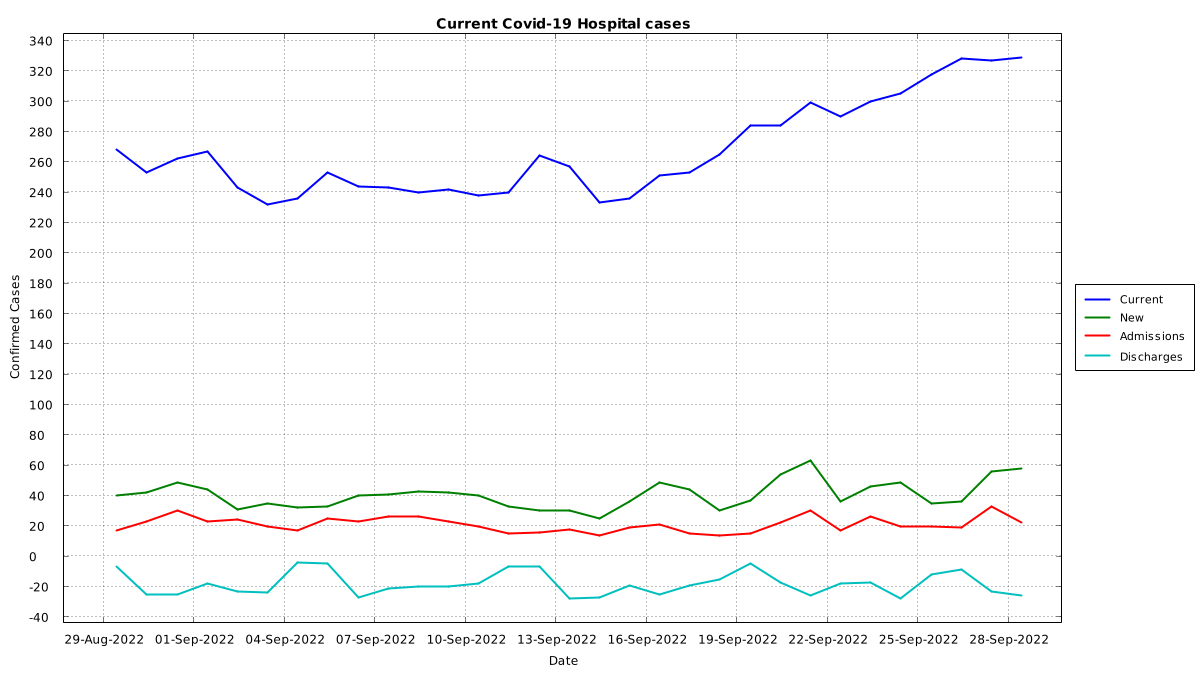 Current Covid-19 Hospital cases
340
320
300
280
260
240
220
200
180
160
140
120
100
80
60
40
20
0
-20
-40
Confirmed Cases
29-Aug-2022 01-Sep-2022 04-Sep-2022 07-Sep-2022 10-Sep-2022 13-Sep-2022 16-Sep-2022 19-Sep-2022 22-Sep-2022 25-Sep-2022 28-Sep-2022
Date
Current
New
Admissions
Discharges